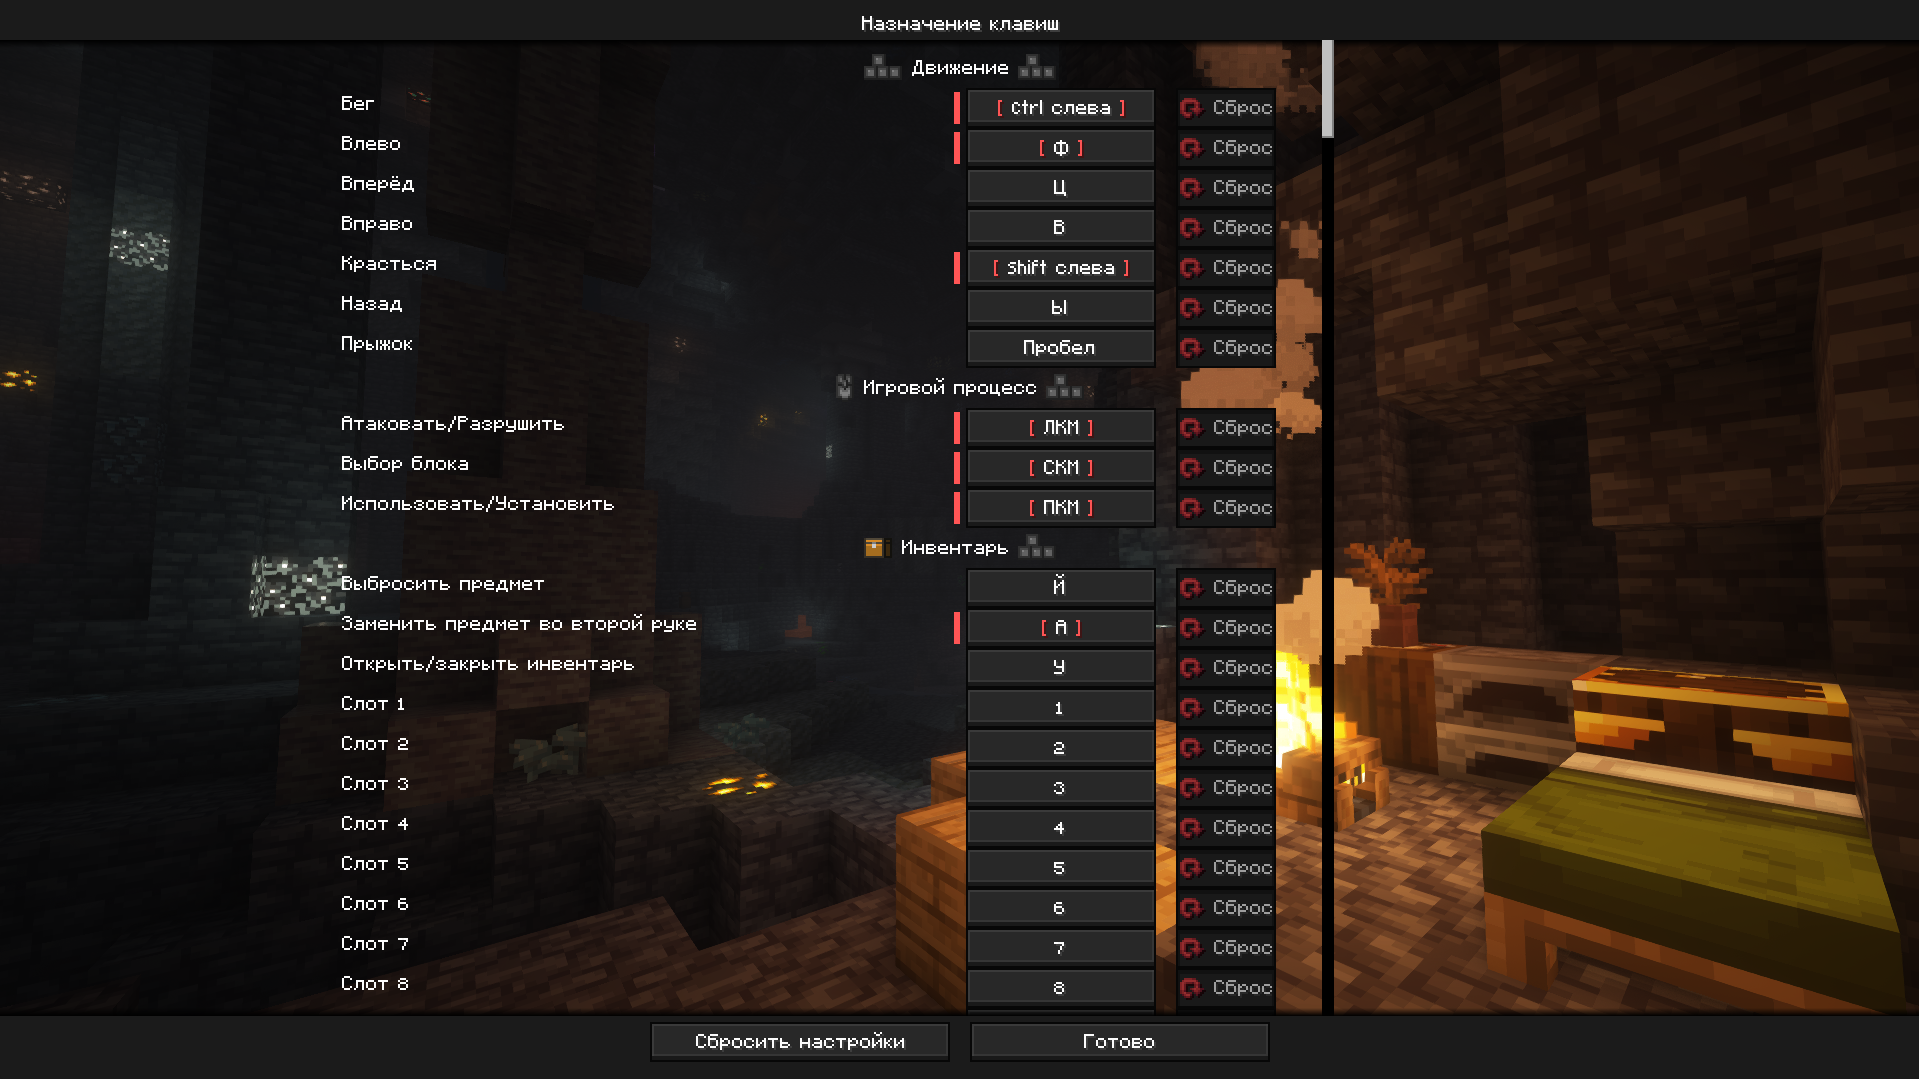 Назначение клавиш
Движение
Бег [ Ctrl слева ] Сброс
Влево [ Ф ] Сброс
Вперёд Ц Сброс
Вправо В Сброс
Красться [ Shift слева ] Сброс
Назад Ы Сброс
Прыжок Пробел Сброс
Игровой процесс
Атаковать/Разрушить [ ЛКМ ] Сброс
Выбор блока [ СКМ ] Сброс
Использовать/Установить [ ПКМ ] Сброс
Инвентарь
Выбросить предмет Й Сброс
Заменить предмет во второй руке [ А ] Сброс
Открыть/закрыть инвентарь У Сброс
Слот 1 1 Сброс
Слот 2 2 Сброс
Слот 3 3 Сброс
Слот 4 4 Сброс
Слот 5 5 Сброс
Слот 6 6 Сброс
Слот 7 7 Сброс
Слот 8 8 Сброс
Сбросить настройки Готово